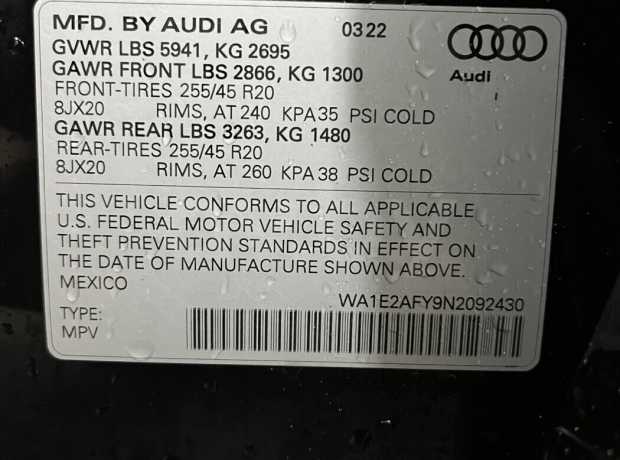 MFD. BY AUDI AG 03 22
GVWR LBS 5941, KG 2695
GAWR FRONT LBS 2866, KG 1300
Audi
FRONT-TIRES 255/45 R20
8JX20 RIMS, AT 240 KPA 35 PSI COLD
GAWR REAR LBS 3263, KG 1480
REAR-TIRES 255/45 R20
8JX20 RIMS, AT 260 KPA 38 PSI COLD
THIS VEHICLE CONFORMS TO ALL APPLICABLE
U.S. FEDERAL MOTOR VEHICLE SAFETY AND
THEFT PREVENTION STANDARDS IN EFFECT ON
THE DATE OF MANUFACTURE SHOWN ABOVE.
MEXICO
WA1E2AFY9N2092430
TYPE:
MPV